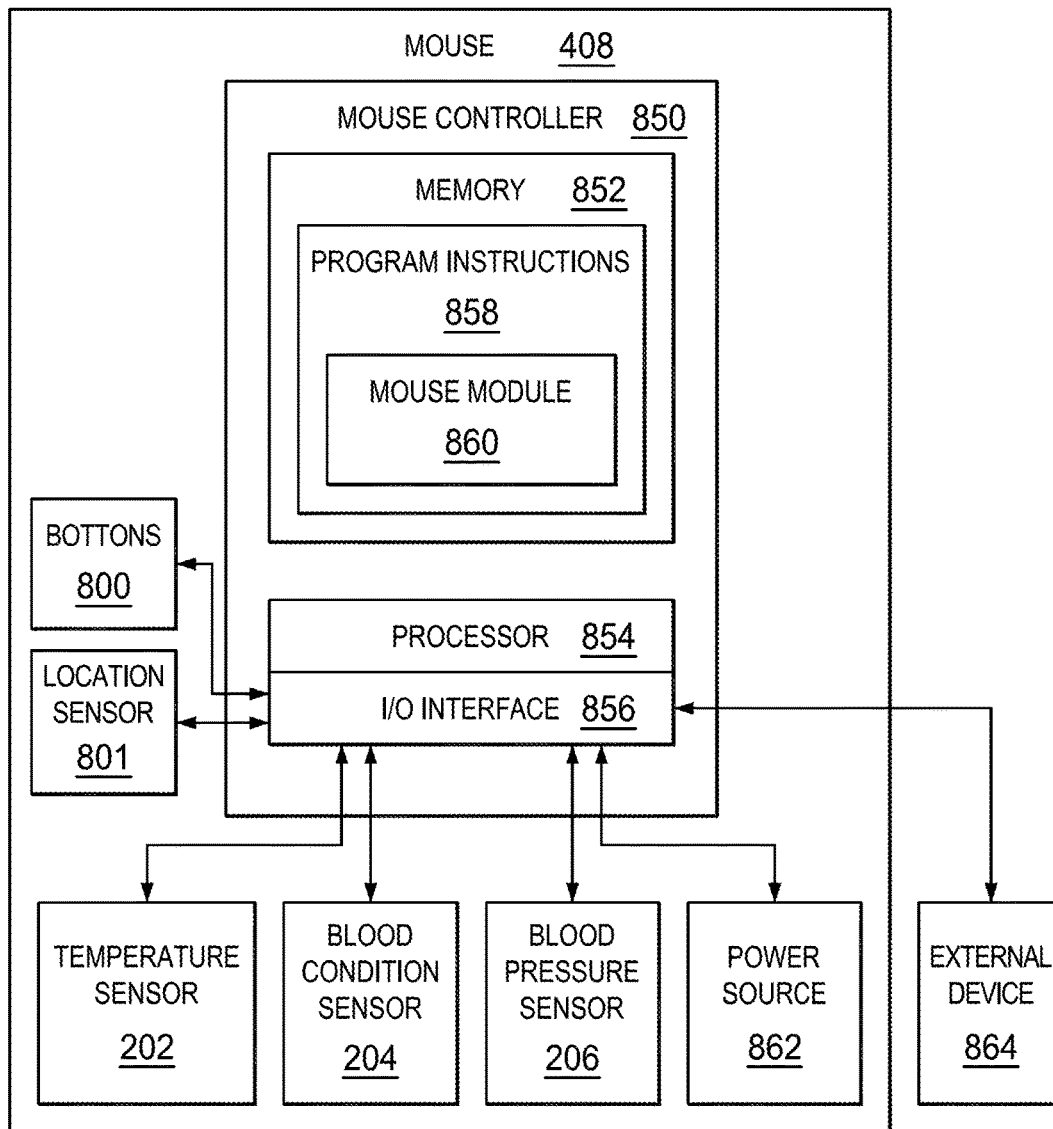 MOUSE 408
MOUSE CONTROLLER 850
MEMORY 852
PROGRAM INSTRUCTIONS
858
MOUSE MODULE
860
BOTTONS
800
LOCATION
SENSOR
801
PROCESSOR 854
I/O INTERFACE 856
TEMPERATURE
SENSOR
202
BLOOD
CONDITION
SENSOR
204
BLOOD
PRESSURE
SENSOR
206
POWER
SOURCE
862
EXTERNAL
DEVICE
864